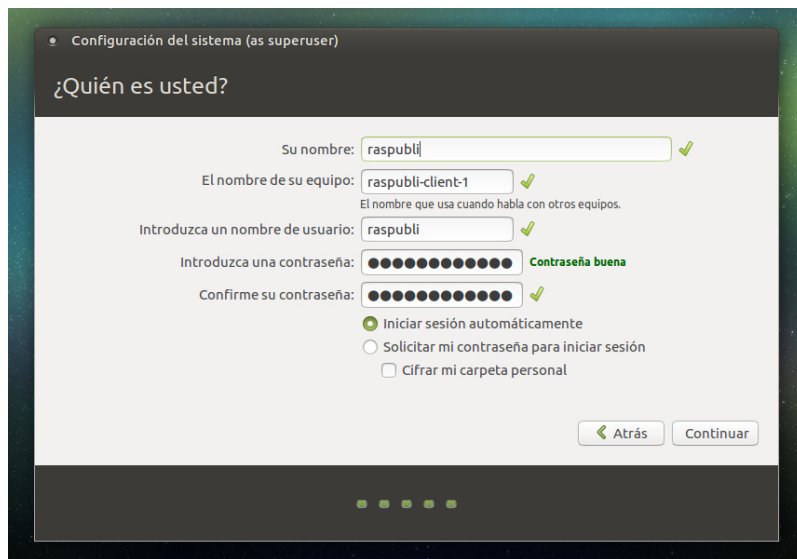 Configuración del sistema (as superuser)
¿Quién es usted?
Su nombre: raspubli
El nombre de su equipo: raspubli-client-1
El nombre que usa cuando habla con otros equipos.
Introduzca un nombre de usuario: raspubli
Introduzca una contraseña: ●●●●●●●●●●●● Contraseña buena
Confirme su contraseña: ●●●●●●●●●●●●
Iniciar sesión automáticamente
Solicitar mi contraseña para iniciar sesión
Cifrar mi carpeta personal
Atrás Continuar